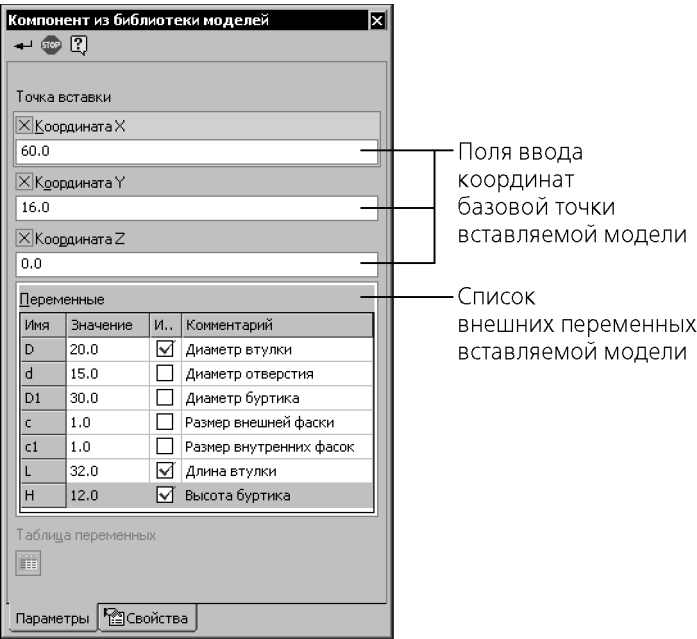 Компонент из библиотеки моделей
STOP
Точка вставки
Координата X
60.0
Координата Y
16.0
Координата Z
0.0
Переменные
Имя Значение И.. Комментарий
D 20.0 Диаметр втулки
d 15.0 Диаметр отверстия
D1 30.0 Диаметр буртика
c 1.0 Размер внешней фаски
c1 1.0 Размер внутренних фасок
L 32.0 Длина втулки
H 12.0 Высота буртика
Таблица переменных
Параметры Свойства
Поля ввода
координат
базовой точки
вставляемой модели
Список
внешних переменных
вставляемой модели